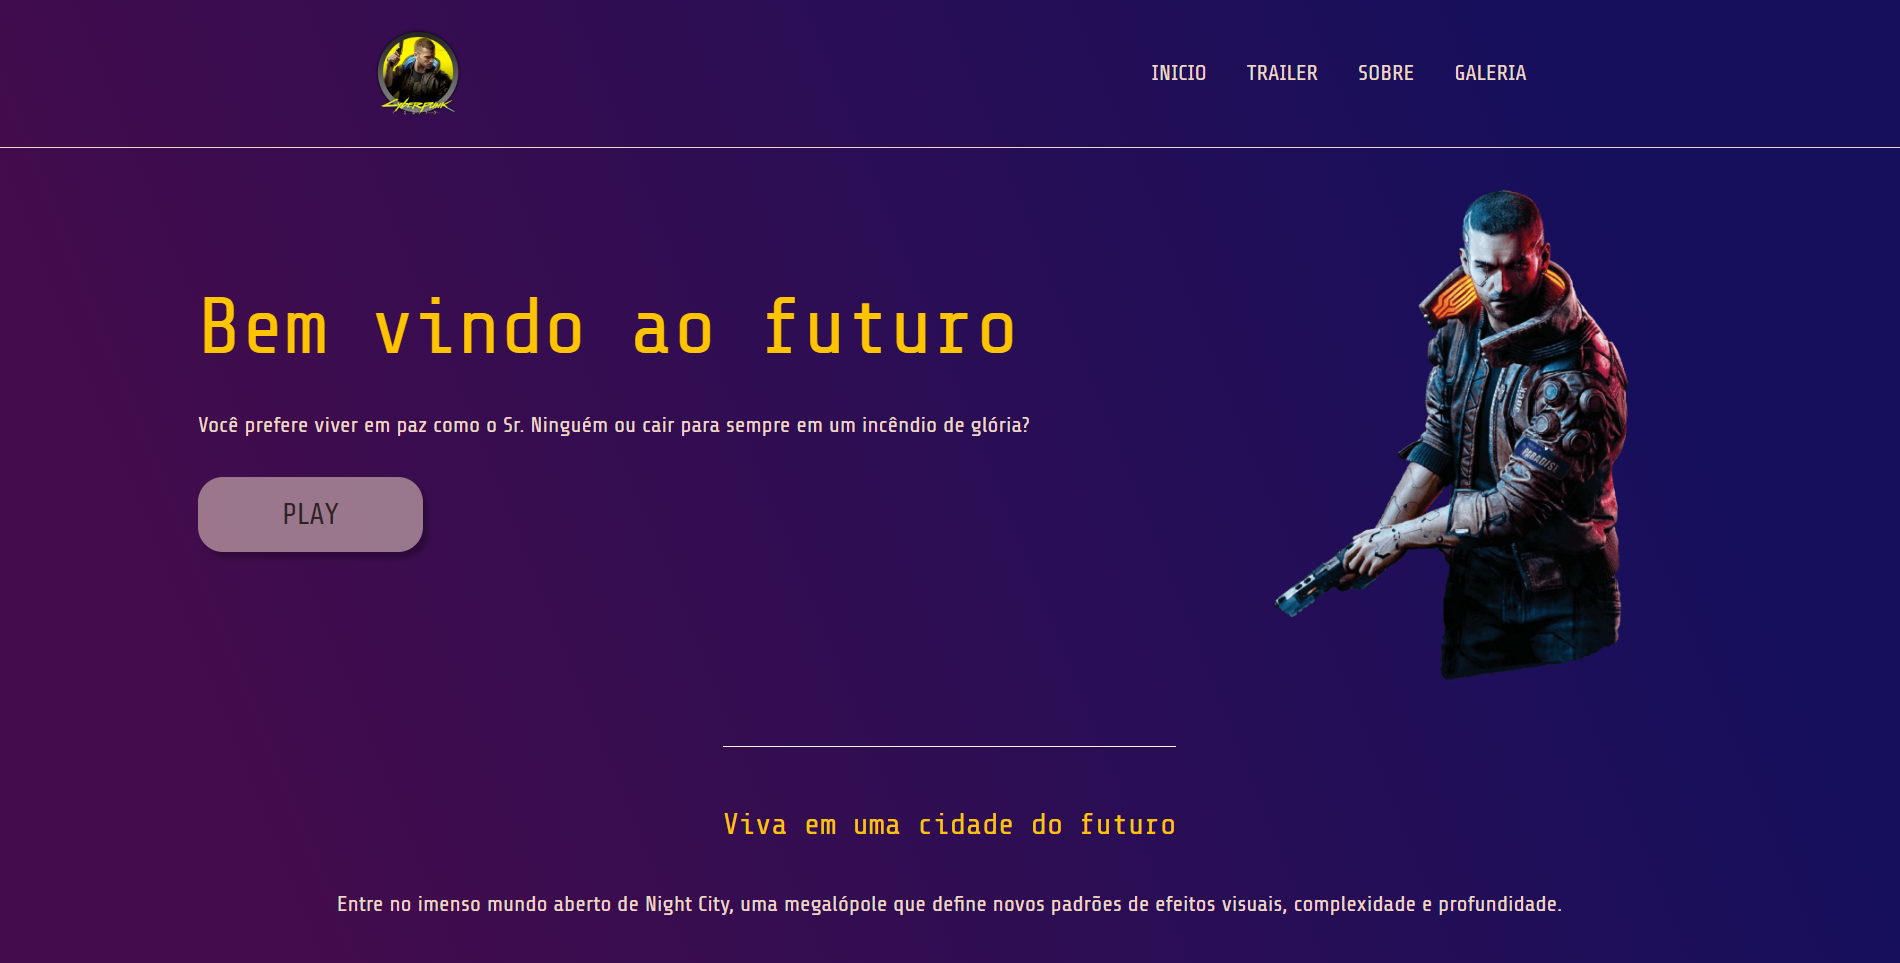 CYBERPUNK
INICIO TRAILER SOBRE GALERIA
Bem vindo ao futuro
Você prefere viver em paz como o Sr. Ninguém ou cair para sempre em um incêndio de glória?
PLAY
PARADISE
Viva em uma cidade do futuro
Entre no imenso mundo aberto de Night City, uma megalópole que define novos padrões de efeitos visuais, complexidade e profundidade.